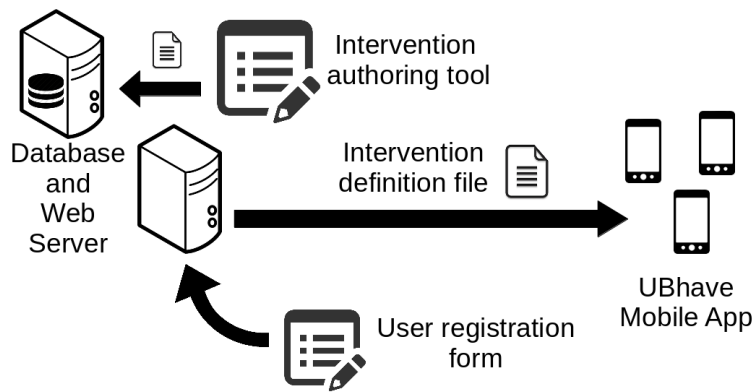 Intervention
authoring tool
Database
and
Web
Server
Intervention
definition file
UBhave
Mobile App
User registration
form